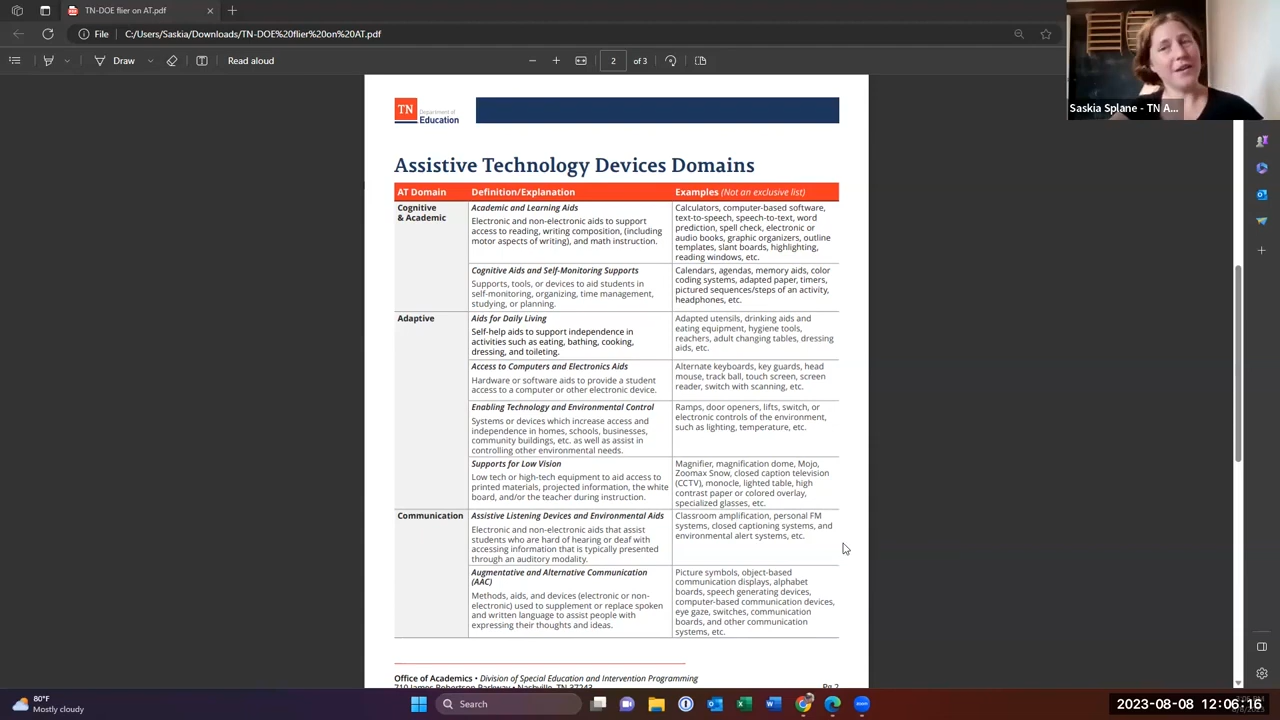 TN-DOE flier on AT.pdf
File
C:/Users/Saskia/Downloads/TN-DOE%20flier%20on%20AT.pdf
Draw
Read aloud
2
of 3
Saskia Splane - TN A...
TN
Department of
Education
Assistive Technology Devices Domains
AT Domain
Definition/Explanation
Examples (Not an exclusive list)
Cognitive
& Academic
Academic and Learning Aids
Electronic and non-electronic aids to support
access to reading, writing composition, (including
motor aspects of writing), and math instruction.
Calculators, computer-based software,
text-to-speech, speech-to-text, word
prediction, spell check, electronic or
audio books, graphic organizers, outline
templates, slant boards, highlighting,
reading windows, etc.
Cognitive Aids and Self-Monitoring Supports
Supports, tools, or devices to aid students in
self-monitoring, organizing, time management,
studying, or planning.
Calendars, agendas, memory aids, color
coding systems, adapted paper, timers,
pictured sequences/steps of an activity,
headphones, etc.
Adaptive
Aids for Daily Living
Self-help aids to support independence in
activities such as eating, bathing, cooking,
dressing, and toileting.
Adapted utensils, drinking aids and
eating equipment, hygiene tools,
reachers, adult changing tables, dressing
aids, etc.
Access to Computers and Electronics Aids
Hardware or software aids to provide a student
access to a computer or other electronic device.
Alternate keyboards, key guards, head
mouse, track ball, touch screen, screen
reader, switch with scanning, etc.
Enabling Technology and Environmental Control
Systems or devices which increase access and
independence in homes, schools, businesses,
community buildings, etc. as well as assist in
controlling other environmental needs.
Ramps, door openers, lifts, switch, or
electronic controls of the environment,
such as lighting, temperature, etc.
Supports for Low Vision
Low tech or high-tech equipment to aid access to
printed materials, projected information, the white
board, and/or the teacher during instruction.
Magnifier, magnification dome, Mojo,
Zoomax Snow, closed caption television
(CCTV), monocle, lighted table, high
contrast paper or colored overlay,
specialized glasses, etc.
Communication
Assistive Listening Devices and Environmental Aids
Electronic and non-electronic aids that assist
students who are hard of hearing or deaf with
accessing information that is typically presented
through an auditory modality.
Classroom amplification, personal FM
systems, closed captioning systems, and
environmental alert systems, etc.
Augmentative and Alternative Communication
(AAC)
Methods, aids, and devices (electronic or non-
electronic) used to supplement or replace spoken
and written language to assist people with
expressing their thoughts and ideas.
Picture symbols, object-based
communication displays, alphabet
boards, speech generating devices,
computer-based communication devices,
eye gaze, switches, communication
boards, and other communication
systems, etc.
Office of Academics • Division of Special Education and Intervention Programming
710 James Robertson Parkway • Nashville, TN 37243
Pg 2
80°F
Mostly cloudy
Search
2023-08-08 12:06:16